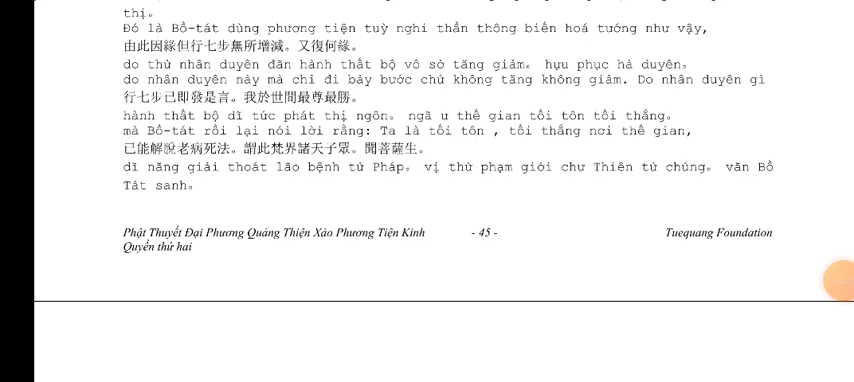 thị。
Đó là Bồ-tát dùng phương tiện tuỳ nghi thần thông biến hoá tướng như vậy,
由此因緣但行七步無所增減。又復何緣。
do thử nhân duyên đãn hành thất bộ vô sở tăng giảm。 hựu phục hà duyên。
do nhân duyên này mà chỉ đi bảy bước chứ không tăng không giảm. Do nhân duyên gì
行七步已即發是言。我於世間最尊最勝。
hành thất bộ dĩ tức phát thị ngôn。 ngã ư thế gian tối tôn tối thắng。
mà Bồ-tát rồi lại nói lời rằng: Ta là tối tôn , tối thắng nơi thế gian,
已能解脫老病死法。謂此梵界諸天子眾。聞菩薩生。
dĩ năng giải thoát lão bệnh tử Pháp。 vị thử phạm giới chư Thiên tử chúng。 văn Bồ
Tát sanh。
Phật Thuyết Đại Phương Quảng Thiện Xảo Phương Tiện Kinh - 45 - Tuequang Foundation
Quyển thứ hai